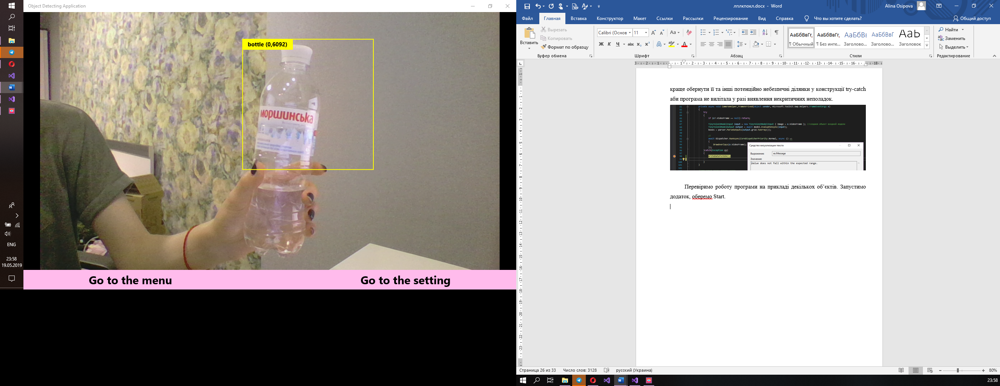 Object Detecting Application
bottle (0,6092)
моршинська
Go to the menu
Go to the setting
ENG
23:58
19.05.2019
лплкпокл.docx - Word
Alina Osipova
Файл
Главная
Вставка
Конструктор
Макет
Ссылки
Рассылки
Рецензирование
Вид
Справка
Что вы хотите сделать?
Общий доступ
Вставить
Вырезать
Копировать
Формат по образцу
Буфер обмена
Calibri (Основ
11
Шрифт
Абзац
АаБбВвГг,
АаБбВвГг,
АаБбВı
АаБбВвГ
Ааb
¶ Обычный
¶ Без инте...
Заголово...
Заголово...
Заголовок
Стили
Найти
Заменить
Выделить
Редактирование
краще обернути її та інші потенційно небезпечні ділянки у конструкції try-catch
аби програма не вилітала у разі виявлення некритичних неполадок.
private async void CameraHelper_FrameArrived(object sender, Microsoft.Toolkit.Uwp.Helpers.FrameEventArgs e)
{
try
{
if (e?.VideoFrame == null) return;
TinyYoloV2ModelInput input = new TinyYoloV2ModelInput { Image = e.VideoFrame }; //создаем объект входной модели
TinyYoloV2ModelOutput output = await model.EvaluateAsync(input);
boxes = parser.ParseOutputs(output.grid.ToArray());
//
await Dispatcher.RunAsync(CoreDispatcherPriority.Normal, async () =>
{
DrawOverlays(e.VideoFrame);
});
}catch(Exception ex)
{
WriteDataToJSON();
}
}
Средство визуализации текста
Выражение:
ex.Message
Значение:
Value does not fall within the expected range.
Перевіримо роботу програми на прикладі декількох об’єктів. Запустимо
додаток, оберемо Start.
Страница 26 из 33
Число слов: 3128
русский (Украина)
80%
23:58